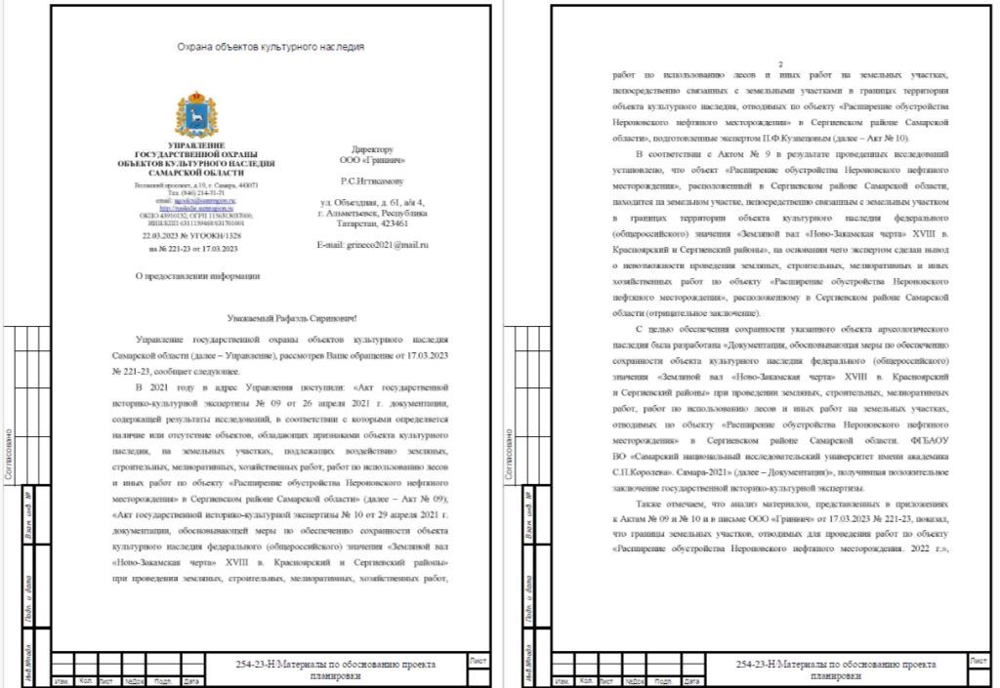 Охрана объектов культурного наследия
УПРАВЛЕНИЕ
ГОСУДАРСТВЕННОЙ ОХРАНЫ
ОБЪЕКТОВ КУЛЬТУРНОГО НАСЛЕДИЯ
САМАРСКОЙ ОБЛАСТИ
Волжский проспект, д.19, г. Самара, 443071
Тел. (846) 214-71-71
email:
ОКПО ОГРН
ИНН/КПП
22.03.2023 № УГООКН/1328
на № 221-23 от 17.03.2023
Директору
ООО «Гринвич»
Р.С.Игтисамову
ул. Объездная, д. 61, а/я 4,
г. Альметьевск, Республика
Татарстан, 423461
E-mail: grineco2021@mail.ru
О предоставлении информации
Уважаемый Рафаэль Сиринович!
Управление государственной охраны объектов культурного наследия
Самарской области (далее – Управление), рассмотрев Ваше обращение от 17.03.2023
№ 221-23, сообщает следующее.
В 2021 году в адрес Управления поступили: «Акт государственной
историко-культурной экспертизы № 09 от 26 апреля 2021 г. документации,
содержащей результаты исследований, в соответствии с которыми определяется
наличие или отсутствие объектов, обладающих признаками объекта культурного
наследия, на земельных участках, подлежащих воздействию земляных,
строительных, мелиоративных, хозяйственных работ, работ по использованию лесов
и иных работ по объекту «Расширение обустройства Нероновского нефтяного
месторождения» в Сергиевском районе Самарской области» (далее – Акт № 09);
«Акт государственной историко-культурной экспертизы № 10 от 29 апреля 2021 г.
документации, обосновывающей меры по обеспечению сохранности объекта
культурного наследия федерального (общероссийского) значения «Земляной вал
«Ново-Закамская черта» XVIII в. Красноярский и Сергиевский районы»
при проведении земляных, строительных, мелиоративных, хозяйственных работ,
Согласовано
Взам. инв. №
Подп. и дата
Инв.№подл.
Изм. Кол. Лист №Док Подп. Дата
254-23-Н/Материалы по обоснованию проекта
планировки
Лист
2
работ по использованию лесов и иных работ на земельных участках,
непосредственно связанных с земельными участками в границах территории
объекта культурного наследия, отводимых по объекту «Расширение обустройства
Нероновского нефтяного месторождения» в Сергиевском районе Самарской
области», подготовленные экспертом П.Ф.Кузнецовым (далее – Акт № 10).
В соответствии с Актом № 9 в результате проведенных исследований
установлено, что объект «Расширение обустройства Нероновского нефтяного
месторождения», расположенный в Сергиевском районе Самарской области,
находится на земельном участке, непосредственно связанным с земельным участком
в границах территории объекта культурного наследия федерального
(общероссийского) значения «Земляной вал «Ново-Закамская черта» XVIII в.
Красноярский и Сергиевский районы», на основании чего экспертом сделан вывод
о невозможности проведения земляных, строительных, мелиоративных и иных
хозяйственных работ по объекту «Расширение обустройства Нероновского
нефтяного месторождения», расположенному в Сергиевском районе Самарской
области (отрицательное заключение).
С целью обеспечения сохранности указанного объекта археологического
наследия была разработана «Документация, обосновывающая меры по обеспечению
сохранности объекта культурного наследия федерального (общероссийского)
значения «Земляной вал «Ново-Закамская черта» XVIII в. Красноярский
и Сергиевский районы» при проведении земляных, строительных, мелиоративных
работ, работ по использованию лесов и иных работ на земельных участках,
отводимых по объекту «Расширение обустройства Нероновского нефтяного
месторождения» в Сергиевском районе Самарской области. ФГБАОУ
ВО «Самарский национальный исследовательский университет имени академика
С.П.Королева». Самара-2021» (далее – Документация)», получившая положительное
заключение государственной историко-культурной экспертизы.
Также отмечаем, что анализ материалов, представленных в приложениях
к Актам № 09 и № 10 и в письме ООО «Гринвич» от 17.03.2023 № 221-23, показал,
что границы земельных участков, отводимых для проведения работ по объекту
«Расширение обустройства Нероновского нефтяного месторождения. 2022 г.»,
Согласовано
Взам. инв. №
Подп. и дата
Инв.№подл.
Изм. Кол. Лист №Док Подп. Дата
254-23-Н/Материалы по обоснованию проекта
планировки
Лист